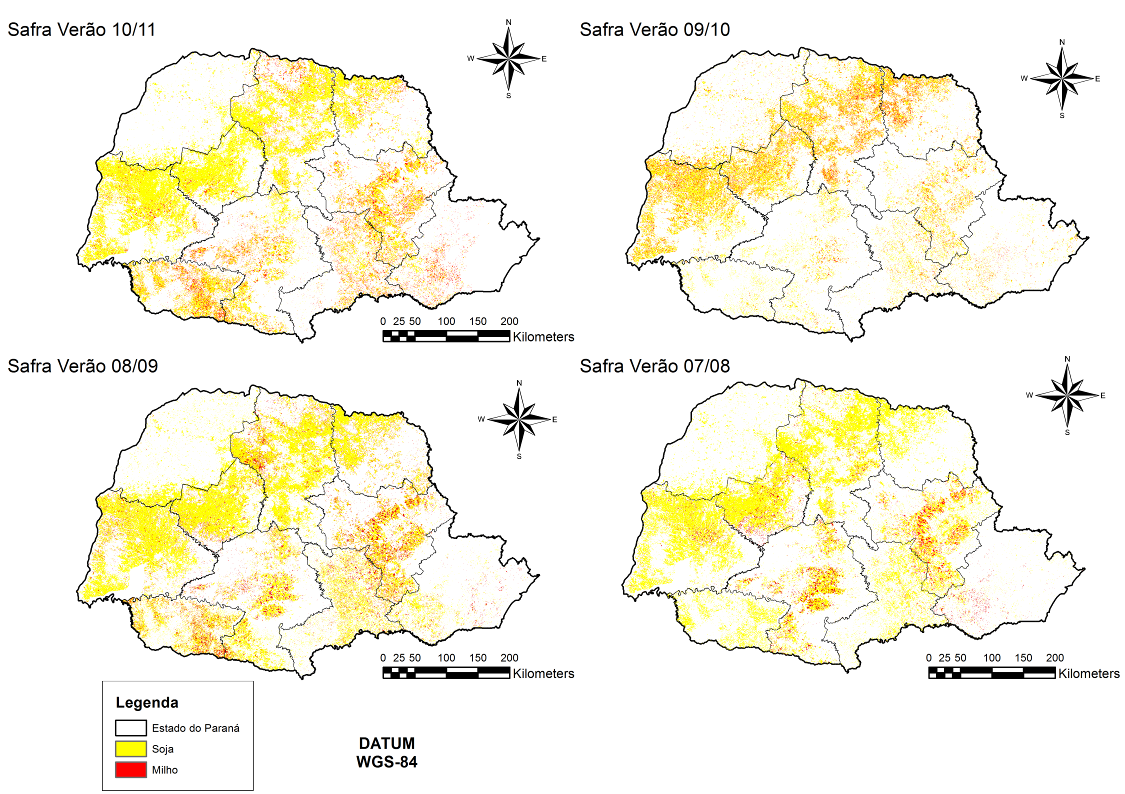 Safra Verão 10/11
N
W E
S
0 25 50 100 150 200
Kilometers
Safra Verão 09/10
N
W E
S
Safra Verão 08/09
N
W E
S
0 25 50 100 150 200
Kilometers
Safra Verão 07/08
N
W E
S
0 25 50 100 150 200
Kilometers
Legenda
Estado do Paraná
Soja
Milho
DATUM
WGS-84